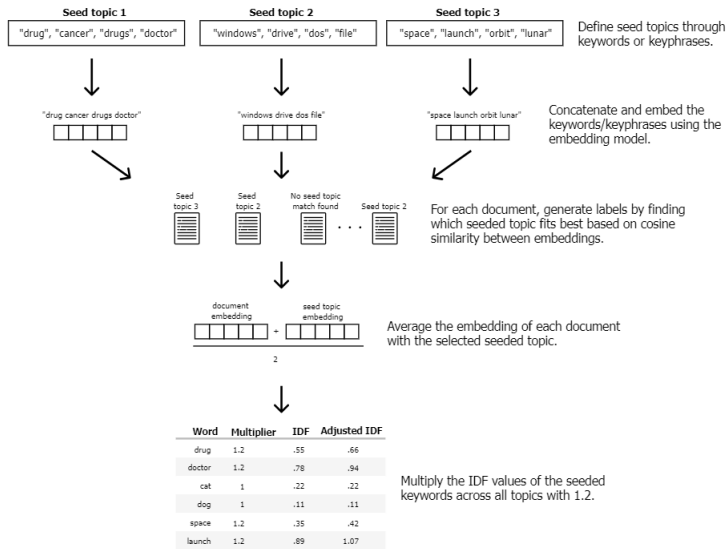 Seed topic 1
Seed topic 2
Seed topic 3
"drug", "cancer", "drugs", "doctor"
"windows", "drive", "dos", "file"
"space", "launch", "orbit", "lunar"
Define seed topics through
keywords or keyphrases.
"drug cancer drugs doctor"
"windows drive dos file"
"space launch orbit lunar"
Concatenate and embed the
keywords/keyphrases using the
embedding model.
Seed
topic 3
Seed
topic 2
No seed topic
match found
. . .
Seed topic 2
For each document, generate labels by finding
which seeded topic fits best based on cosine
similarity between embeddings.
document
embedding
+
seed topic
embedding
2
Average the embedding of each document
with the selected seeded topic.
Word Multiplier IDF Adjusted IDF
drug 1.2 .55 .66
doctor 1.2 .78 .94
cat 1 .22 .22
dog 1 .11 .11
space 1.2 .35 .42
launch 1.2 .89 1.07
Multiply the IDF values of the seeded
keywords across all topics with 1.2.